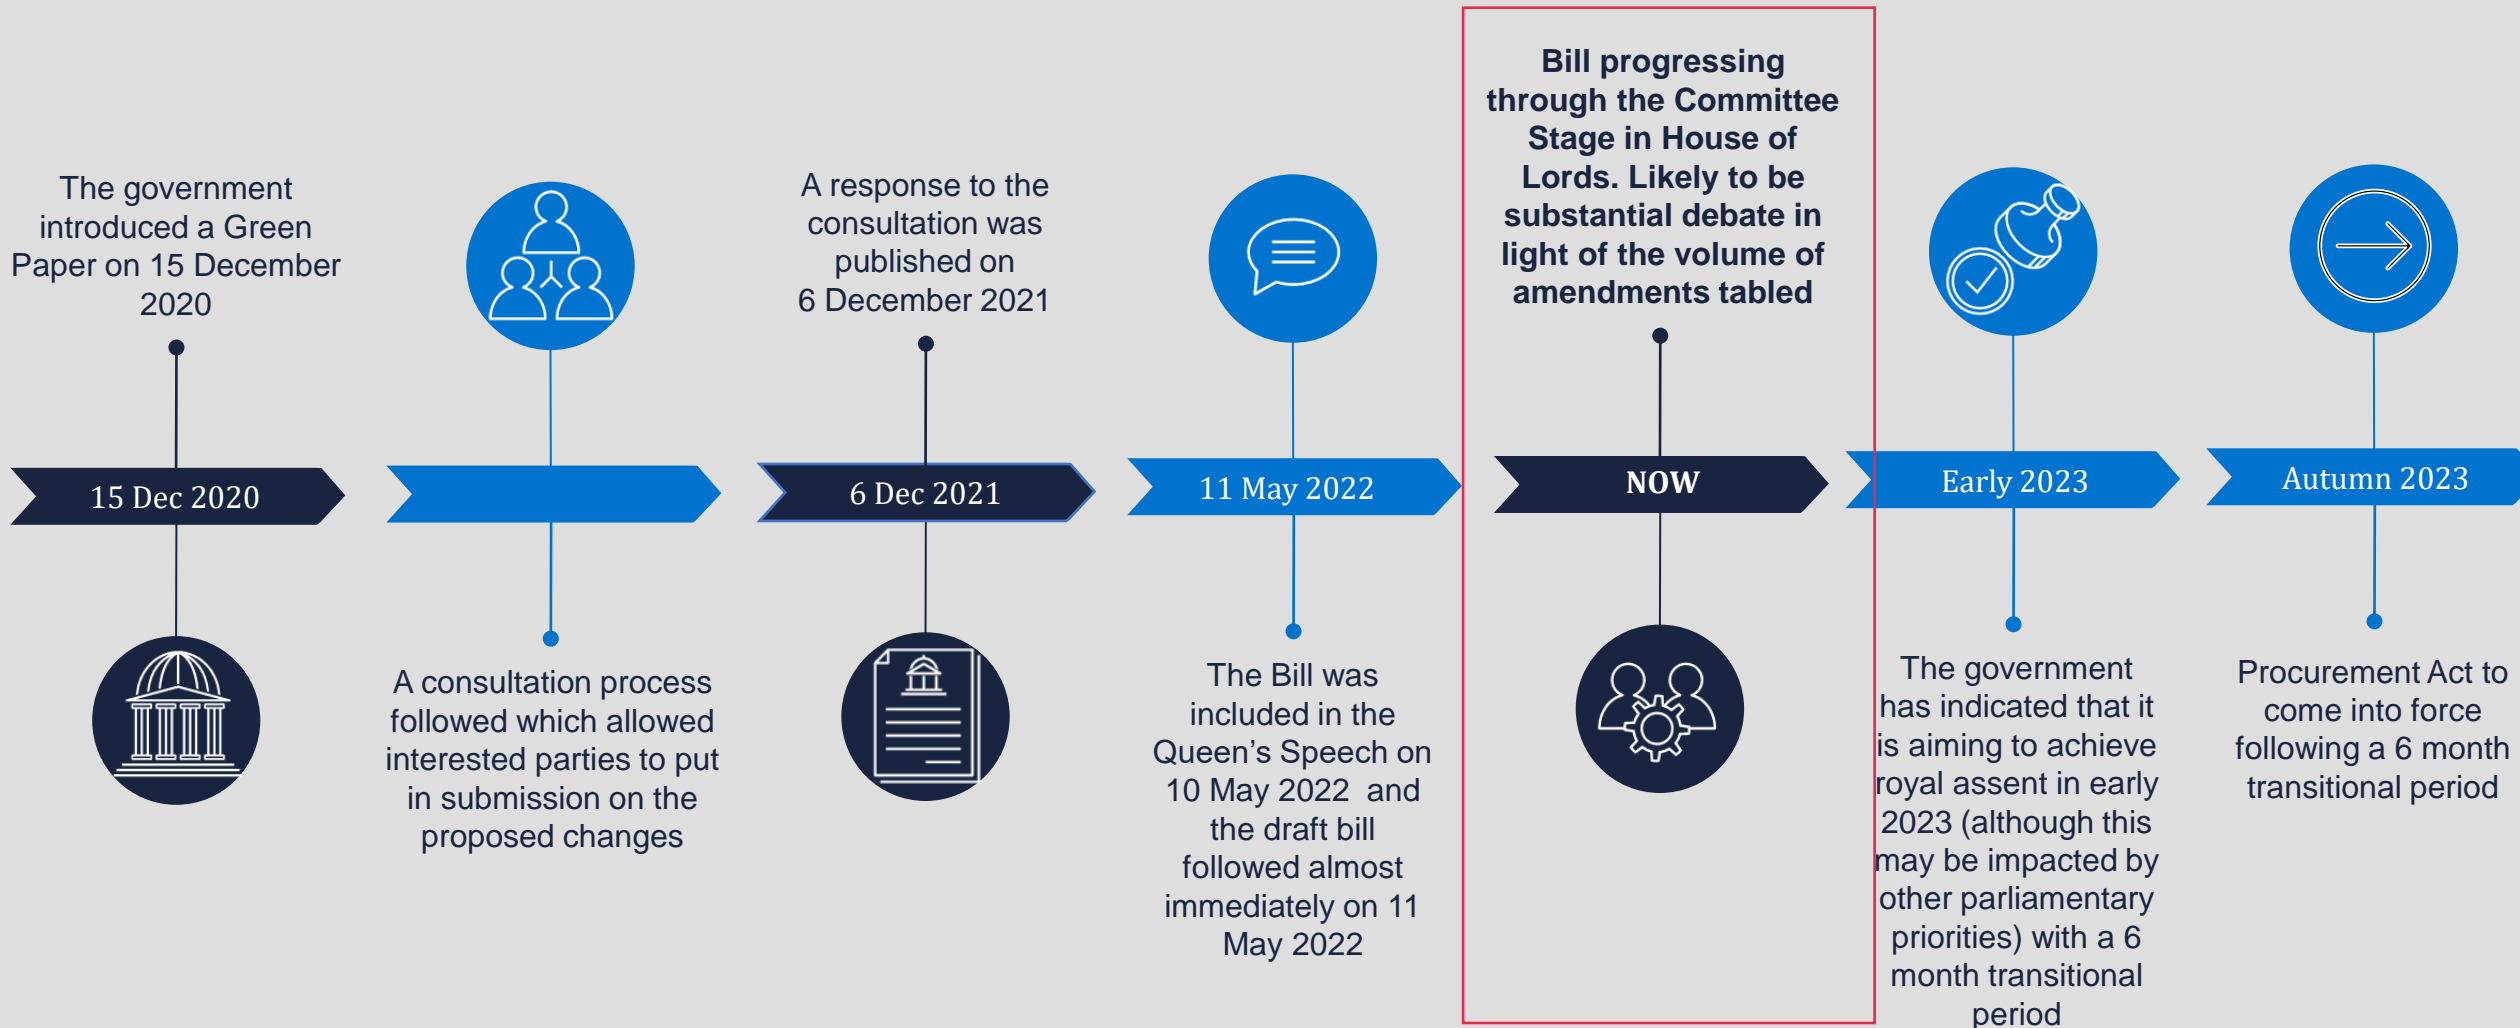 The government
introduced a Green
Paper on 15 December
2020
15 Dec 2020
A consultation process
followed which allowed
interested parties to put
in submission on the
proposed changes
A response to the
consultation was
published on
6 December 2021
6 Dec 2021
11 May 2022
The Bill was
included in the
Queen’s Speech on
10 May 2022  and
the draft bill
followed almost
immediately on 11
May 2022
Bill progressing
through the Committee
Stage in House of
Lords. Likely to be
substantial debate in
light of the volume of
amendments tabled
NOW
Early 2023
The government
has indicated that it
is aiming to achieve
royal assent in early
2023 (although this
may be impacted by
other parliamentary
priorities) with a 6
month transitional
period
Autumn 2023
Procurement Act to
come into force
following a 6 month
transitional period